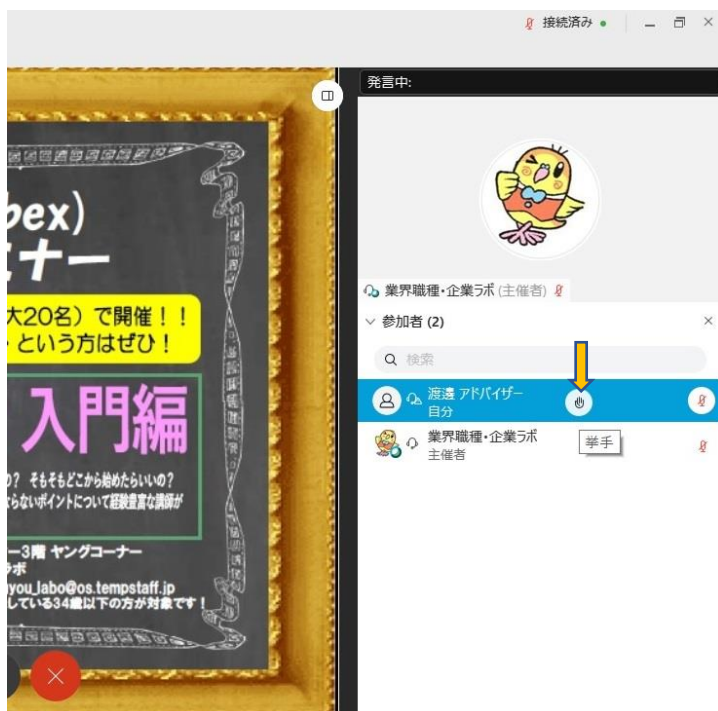 接続済み
発言中:
bex)
ミナー
大20名）で開催！！
という方はぜひ！
入門編
の？ そもそもどこから始めたらいいの？
ならないポイントについて経験豊富な講師が
ー3階 ヤングコーナー
ラボ
you_labo@os.tempstaff.jp
している34歳以下の方が対象です！
業界職種・企業ラボ (主催者)
参加者 (2)
検索
渡邉 アドバイザー
自分
業界職種・企業ラボ
主催者
挙手